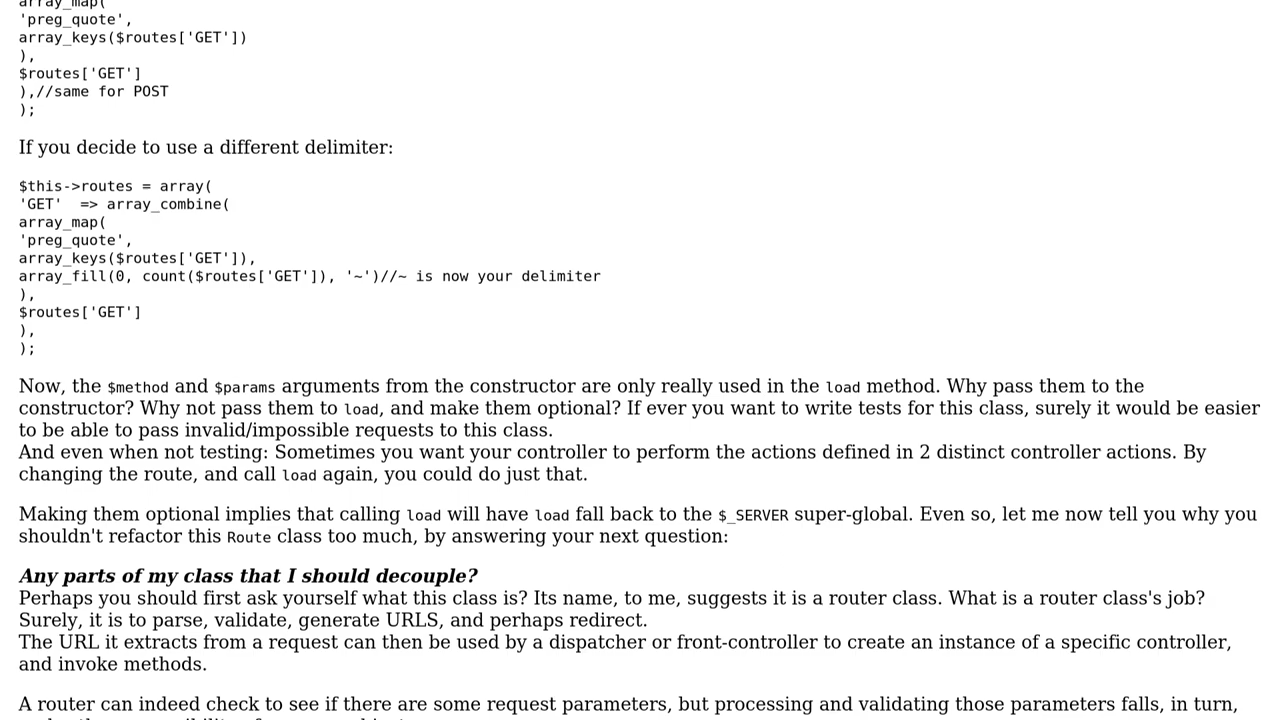 array_map(
'preg_quote',
array_keys($routes['GET'])
),
$routes['GET']
),//same for POST
);
If you decide to use a different delimiter:
$this->routes = array(
'GET'  => array_combine(
array_map(
'preg_quote',
array_keys($routes['GET']),
array_fill(0, count($routes['GET']), '~')//~ is now your delimiter
),
$routes['GET']
),
);
Now, the $method and $params arguments from the constructor are only really used in the load method. Why pass them to the
constructor? Why not pass them to load, and make them optional? If ever you want to write tests for this class, surely it would be easier
to be able to pass invalid/impossible requests to this class.
And even when not testing: Sometimes you want your controller to perform the actions defined in 2 distinct controller actions. By
changing the route, and call load again, you could do just that.
Making them optional implies that calling load will have load fall back to the $_SERVER super-global. Even so, let me now tell you why you
shouldn't refactor this Route class too much, by answering your next question:
Any parts of my class that I should decouple?
Perhaps you should first ask yourself what this class is? Its name, to me, suggests it is a router class. What is a router class's job?
Surely, it is to parse, validate, generate URLS, and perhaps redirect.
The URL it extracts from a request can then be used by a dispatcher or front-controller to create an instance of a specific controller,
and invoke methods.
A router can indeed check to see if there are some request parameters, but processing and validating those parameters falls, in turn,